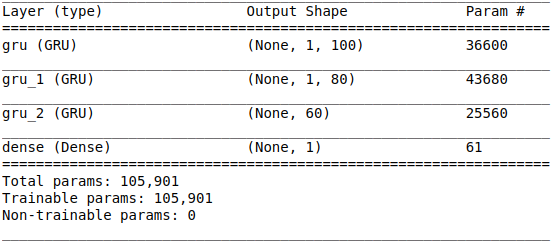 Layer (type) Output Shape Param #
=================================================================
gru (GRU) (None, 1, 100) 36600
_________________________________________________________________
gru_1 (GRU) (None, 1, 80) 43680
_________________________________________________________________
gru_2 (GRU) (None, 60) 25560
_________________________________________________________________
dense (Dense) (None, 1) 61
=================================================================
Total params: 105,901
Trainable params: 105,901
Non-trainable params: 0
_________________________________________________________________